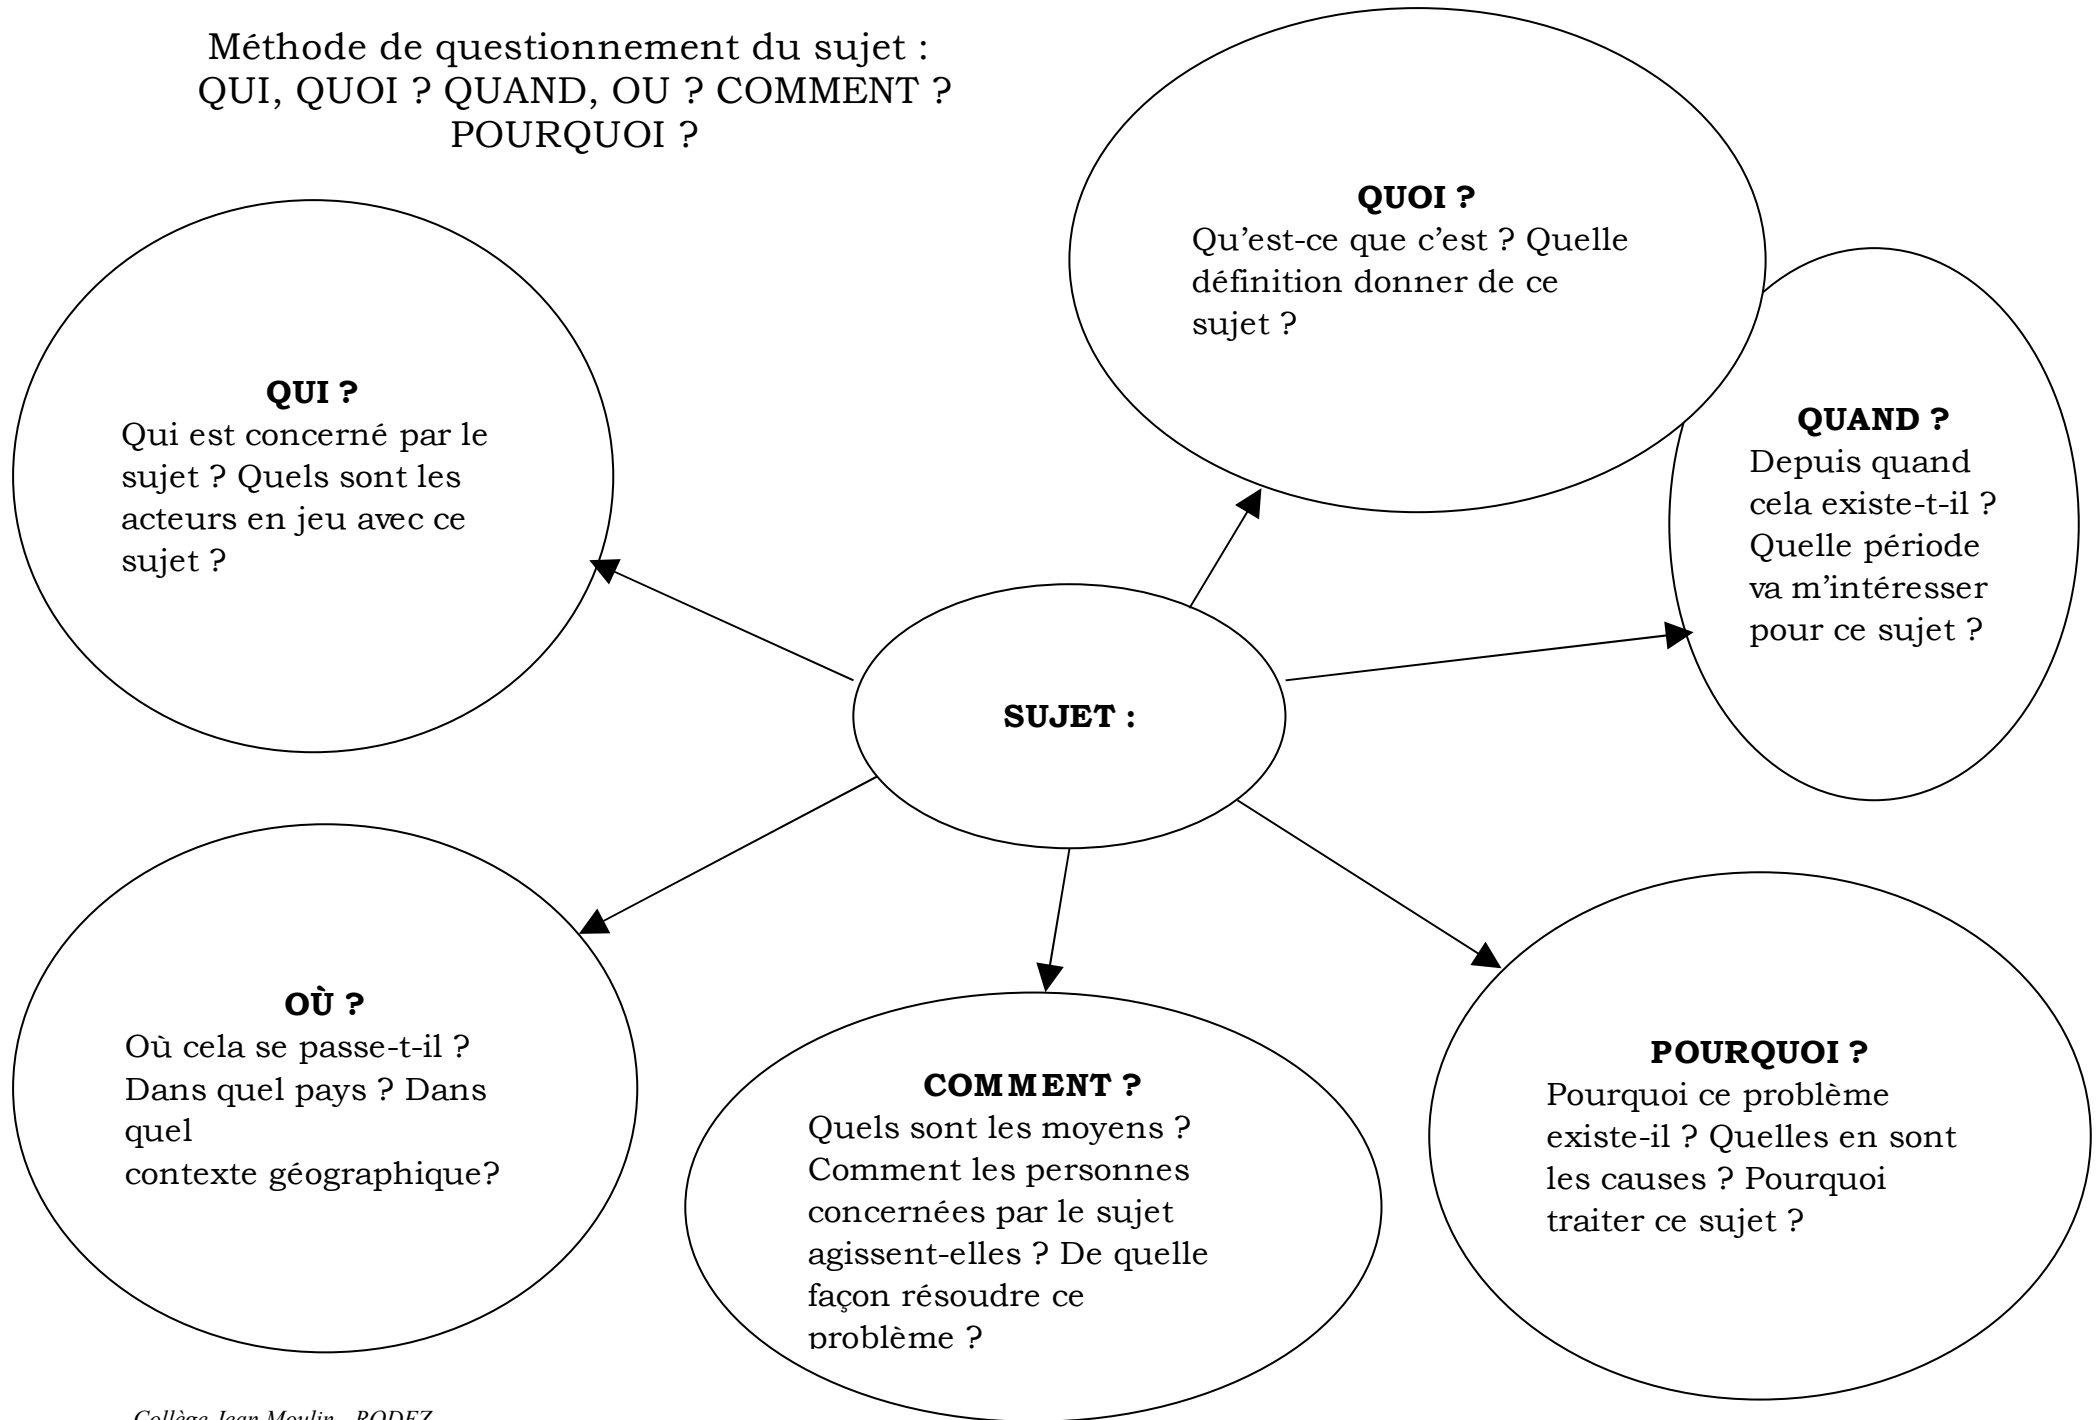 Méthode de questionnement du sujet :
QUI, QUOI ? QUAND, OU ? COMMENT ?
POURQUOI ?
QUOI ?
Qu’est-ce que c’est ? Quelle
définition donner de ce
sujet ?
QUI ?
Qui est concerné par le
sujet ? Quels sont les
acteurs en jeu avec ce
sujet ?
QUAND ?
Depuis quand
cela existe-t-il ?
Quelle période
va m’intéresser
pour ce sujet ?
SUJET :
OÙ ?
Où cela se passe-t-il ?
Dans quel pays ? Dans
quel
contexte géographique?
COMMENT ?
Quels sont les moyens ?
Comment les personnes
concernées par le sujet
agissent-elles ? De quelle
façon résoudre ce
problème ?
POURQUOI ?
Pourquoi ce problème
existe-il ? Quelles en sont
les causes ? Pourquoi
traiter ce sujet ?
Collège Jean Moulin - RODEZ